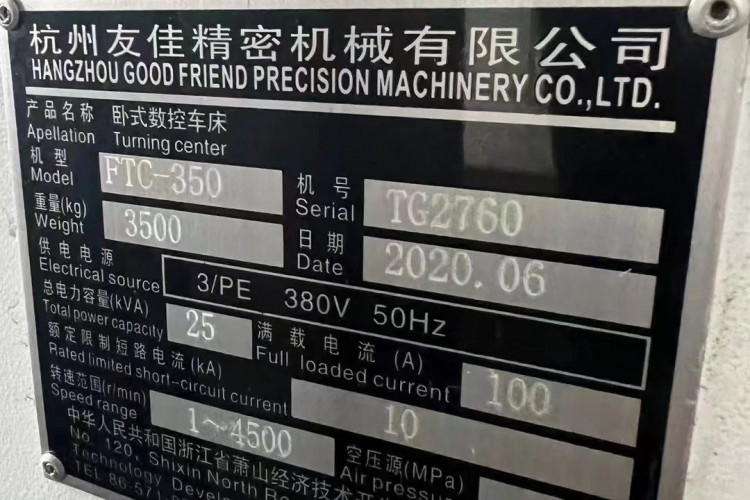 杭州友佳精密机械有限公司
HANGZHOU GOOD FRIEND PRECISION MACHINERY CO.,LTD.
产品名称 卧式数控车床
Apellation Turning center
机型 FTC-350
Model
机号 TG2760
Serial
重量(kg) 3500
Weight
日期 2020.06
Date
供电电源 3/PE 380V 50Hz
Electrical source
总电力容量(kVA) 25
Total power capacity
满载电流(A) 100
Full loaded current
额定限制短路电流(kA) 10
Rated limited short-circuit current
转速范围(r/min) 1~4500
Speed range
空压源(MPa)
Air pressure
中华人民共和国浙江省萧山经济技术开
No. 120, Shixin North Ro
Technology Develo
TEL 86-571